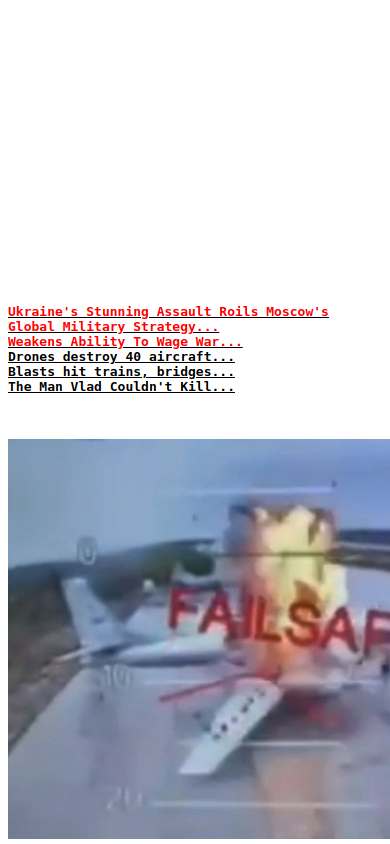 Ukraine's Stunning Assault Roils Moscow's
Global Military Strategy...
Weakens Ability To Wage War...
Drones destroy 40 aircraft...
Blasts hit trains, bridges...
The Man Vlad Couldn't Kill...
0
FAILSAF
-10
-20